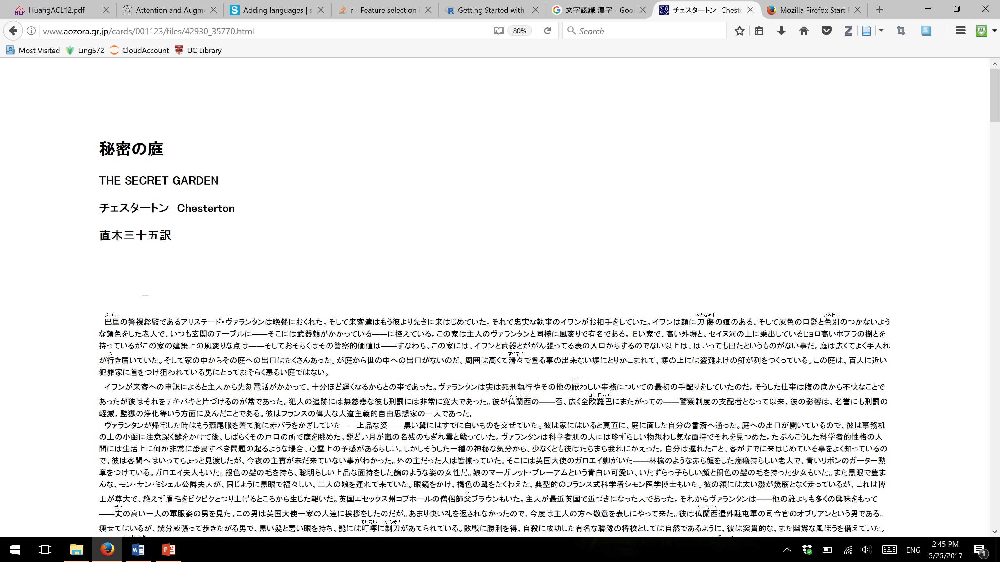 HuangACL12.pdf
Attention and Augme
Adding languages | s
r - Feature selection i
Getting Started with
文字認識 漢字 - Goo
チェスタートン　Cheste
Mozilla Firefox Start P
www.aozora.gr.jp/cards/001123/files/42930_35770.html
80%
Search
Most Visited
Ling572
CloudAccount
UC Library
秘密の庭
THE SECRET GARDEN
チェスタートン　Chesterton
直木三十五訳
一
パリー かたなきず いろわけ
巴里の警視総監であるアリステード・ヴァランタンは晩餐におくれた。そして来客達はもう彼より先きに来はじめていた。それで忠実な執事のイワンがお相手をしていた。イワンは顔に刀傷の痕のある、そして灰色の口髭と色別のつかないよう
な顔色をした老人で、いつも玄関のテーブルに——そこには武器類がかかっている——に控えている。この家は主人のヴァランタンと同様に風変りで有名である。旧い家で、高い外塀と、セイヌ河の上に乗出しているヒョロ高いポプラの樹とを
持っているがこの家の建築上の風変りな点は——そしておそらくはその警察的価値は——すなわち、この家には、イワンと武器とががん張ってる表の入口からするのでない以上は、はいっても出たというものがない事だ。庭は広くてよく手入れ
ゆ すべすべ
が行き届いていた。そして家の中からその庭への出口はたくさんあった。が庭から世の中への出口がないのだ。周囲は高くて滑々で登る事の出来ない塀にとりかこまれて、塀の上には盗難よけの釘が列をつくっている。この庭は、百人に近い
犯罪家に首をつけ狙われている男にとっておそらく悪るい庭ではない。
いま
イワンが来客への申訳によると主人から先刻電話がかかって、十分ほど遅くなるからとの事であった。ヴァランタンは実は死刑執行やその他の厭わしい事務についての最初の手配りをしていたのだ。そうした仕事は腹の底から不快なことで
フランス ヨーロッパ
あったが彼はそれをテキパキと片づけるのが常であった。犯人の追跡には無慈悲な彼も刑罰には非常に寛大であった。彼が仏蘭西の——否、広く全欧羅巴にまたがっての——警察制度の支配者となって以来、彼の影響は、名誉にも刑罰の
軽減、監獄の浄化等いう方面に及んだことである。彼はフランスの偉大な人道主義的自由思想家の一人であった。
ヴァランタンが帰宅した時はもう燕尾服を着て胸に赤バラをかざしていた——上品な姿——黒い髯にはすでに白いものを交ぜていた。彼は家にはいると真直に、庭に面した自分の書斎へ通った。庭への出口が開いているので、彼は事務机
の上の小函に注意深く鍵をかけて後、しばらくその戸口の所で庭を眺めた。鋭どい月が嵐の名残のちぎれ雲と戦っていた。ヴァランタンは科学者肌の人には珍ずらしい物想わし気な面持でそれを見つめた。たぶんこうした科学者的性格の人
間には生活上に何か非常に恐畏すべき問題の起るような場合、心霊上の予感があるらしい。しかしそうした一種の神秘な気分から、少なくとも彼はたちまち我れにかえった。自分は遅れたこと、客がすでに来はじめている事をよく知っているの
で。彼は客間へはいってちょっと見渡したが、今夜の主賓が未だ来ていない事がわかった。外の主だった人は皆揃っていた。そこには英国大使のガロエイ卿がいた——林檎のような赤ら顔をした癇癪持らしい老人で、青いリボンのガーター勲
章をつけている。ガロエイ夫人もいた。銀色の髪の毛を持ち、聡明らしい上品な面持をした鶴のような姿の女性だ。娘のマーガレット・ブレーアムという青白い可愛い、いたずらっ子らしい顔と銅色の髪の毛を持った少女もいた。また黒眼で豊ま
んな、モン・サン・ミシェル公爵夫人が、同じように黒眼で福々しい、二人の娘を連れて来ていた。眼鏡をかけ、褐色の髯をたくわえた、典型的のフランス式科学者シモン医学博士もいた。彼の額には太い皺が幾筋となく走っているが、これは博
し ふ
士が尊大で、絶えず眉毛をビクビクとつり上げるところから生じた報いだ。英国エセックス州コブホールの僧侶師父ブラウンもいた。主人が最近英国で近づきになった人であった。それからヴァランタンは——他の誰よりも多くの興味をもって
せい フランス
——丈の高い一人の軍服姿の男を見た。この男は英国大使一家の人達に挨拶をしたのだが。あまり快い礼を返されなかったので、今度は主人の方へ敬意を表しにやって来た。彼は仏蘭西遣外駐屯軍の司令官のオブリアンという男である。
ていねい かみそり
痩せてはいるが、幾分威張って歩きたがる男で、黒い髪と碧い眼を持ち、髭には叮嚀に剃刀があてられている。敗戦に勝利を得、自殺に成功した有名な聯隊の将校としては自然であるように、彼は突貫的な、また幽欝な風ぼうを備えていた。
アイルランド イギリス
ENG
2:45 PM
5/25/2017
1